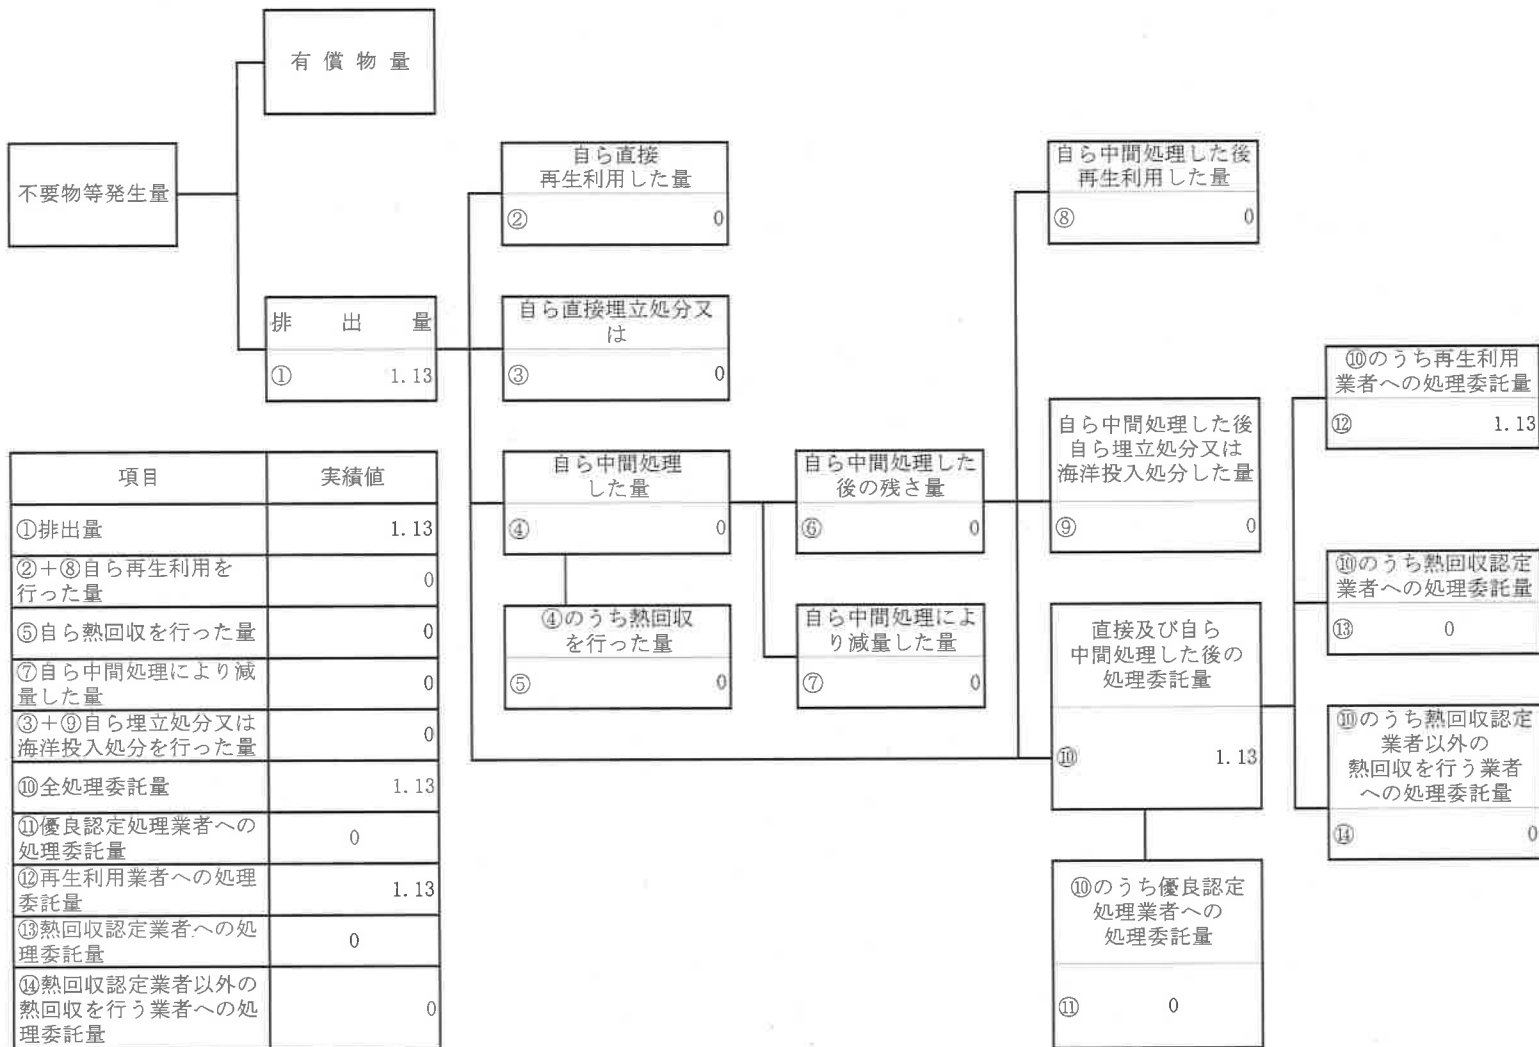 有償物量
不要物等発生量
排出量
① 1.13
自ら直接
再生利用した量
② 0
自ら直接埋立処分又
は
③ 0
自ら中間処理
した量
④ 0
④のうち熱回収
を行った量
⑤ 0
自ら中間処理した
後の残さ量
⑥ 0
自ら中間処理によ
り減量した量
⑦ 0
自ら中間処理した後
再生利用した量
⑧ 0
自ら中間処理した後
自ら埋立処分又は
海洋投入処分した量
⑨ 0
直接及び自ら
中間処理した後の
処理委託量
⑩ 1.13
⑩のうち優良認定
処理業者への
処理委託量
⑪ 0
⑩のうち再生利用
業者への処理委託量
⑫ 1.13
⑩のうち熱回収認定
業者への処理委託量
⑬ 0
⑩のうち熱回収認定
業者以外の
熱回収を行う業者
への処理委託量
⑭ 0
項目 実績値
①排出量 1.13
②+⑧自ら再生利用を
行った量 0
⑤自ら熱回収を行った量 0
⑦自ら中間処理により減
量した量 0
③+⑨自ら埋立処分又は
海洋投入処分を行った量 0
⑩全処理委託量 1.13
⑪優良認定処理業者への
処理委託量 0
⑫再生利用業者への処理
委託量 1.13
⑬熱回収認定業者への処
理委託量 0
⑭熱回収認定業者以外の
熱回収を行う業者への処
理委託量 0